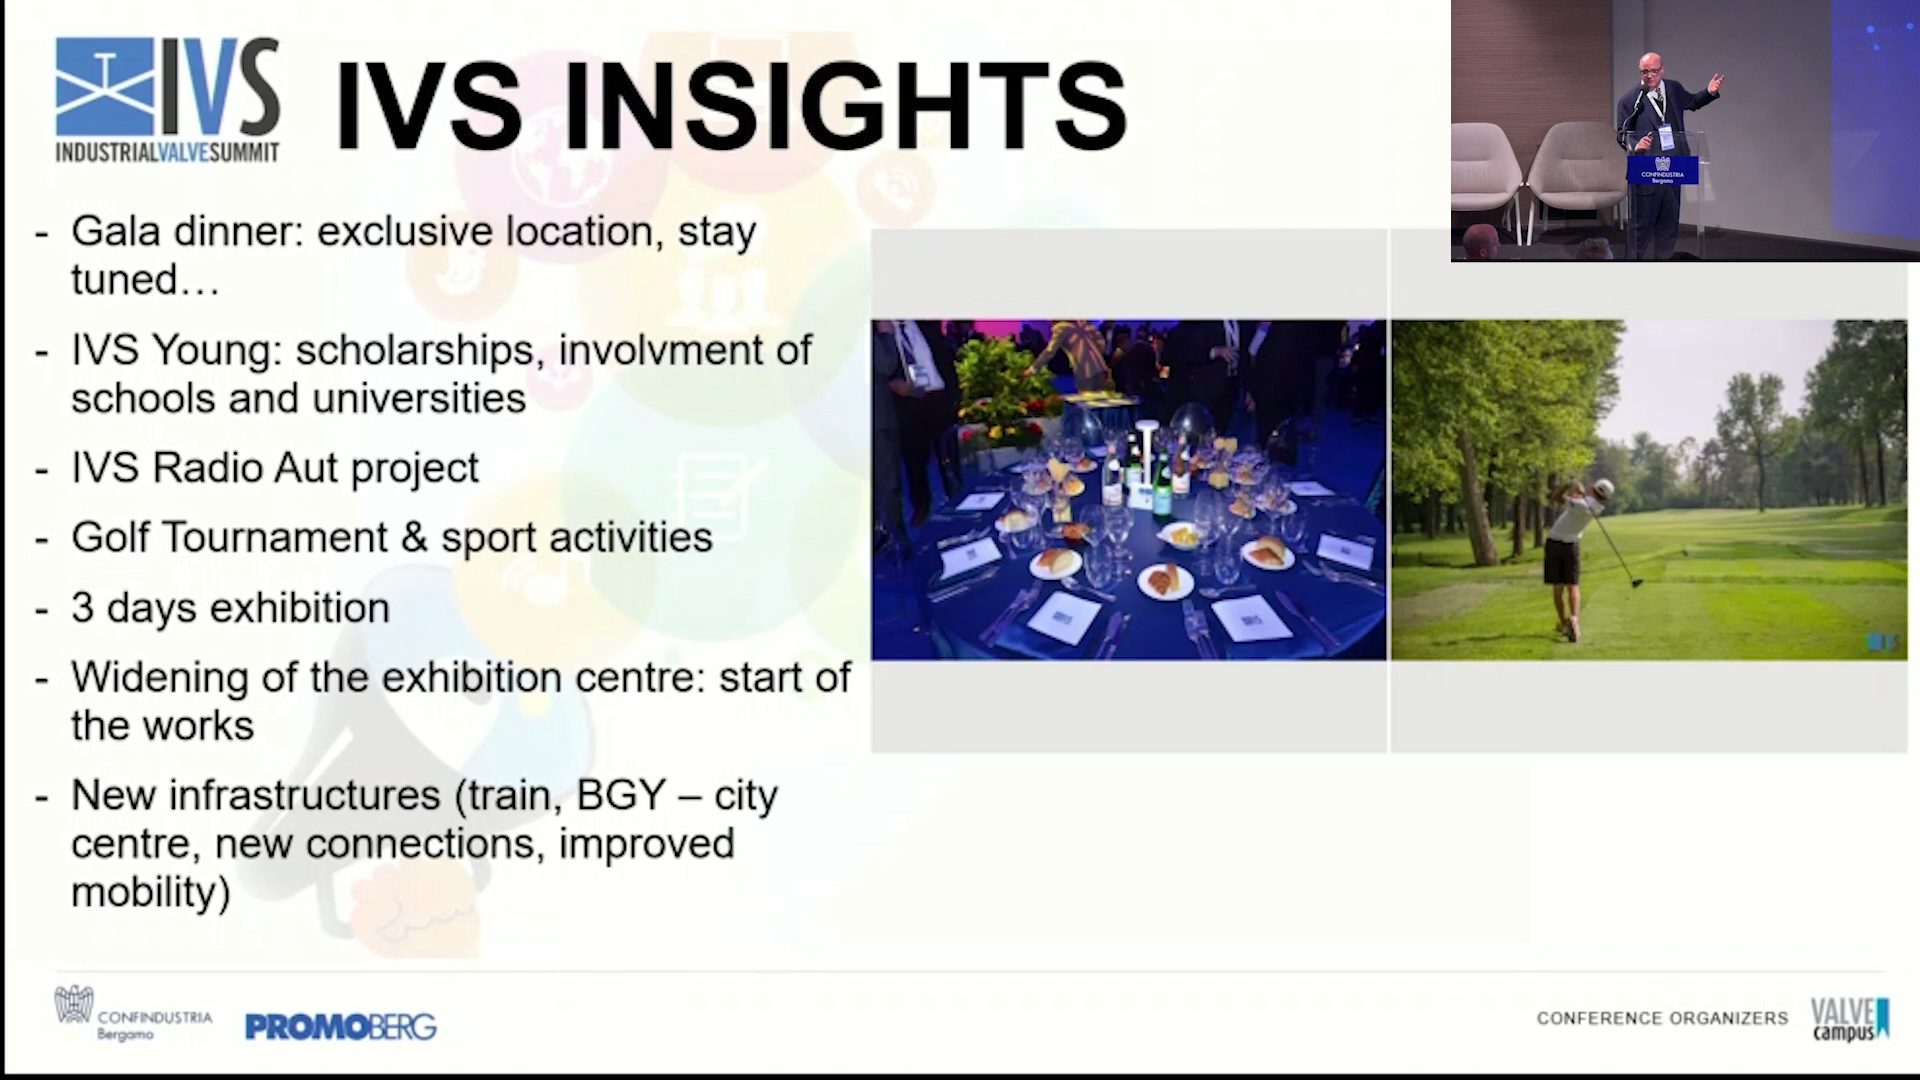 IVS
INDUSTRIALVALVESUMMIT
IVS INSIGHTS
CONFINDUSTRIA
Bergamo
- Gala dinner: exclusive location, stay
tuned…
- IVS Young: scholarships, involvment of
schools and universities
- IVS Radio Aut project
- Golf Tournament & sport activities
- 3 days exhibition
- Widening of the exhibition centre: start of
the works
- New infrastructures (train, BGY – city
centre, new connections, improved
mobility)
IVS
CONFINDUSTRIA
Bergamo
PROMOBERG
CONFERENCE ORGANIZERS
VALVE
campus